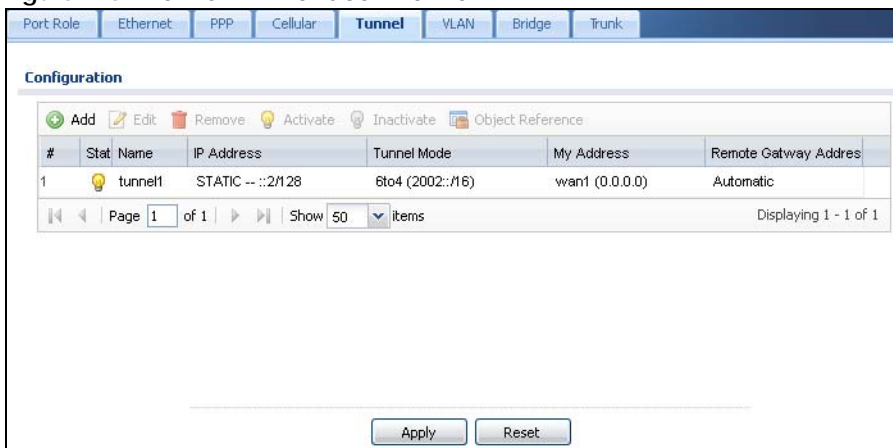 Port Role Ethernet PPP Cellular Tunnel VLAN Bridge Trunk
Configuration
Add Edit Remove Activate Inactivate Object Reference
# Stat Name IP Address Tunnel Mode My Address Remote Gatway Addres
1 tunnel1 STATIC -- ::2/128 6to4 (2002::/16) wan1 (0.0.0.0) Automatic
Page 1 of 1 Show 50 items Displaying 1 - 1 of 1
Apply Reset